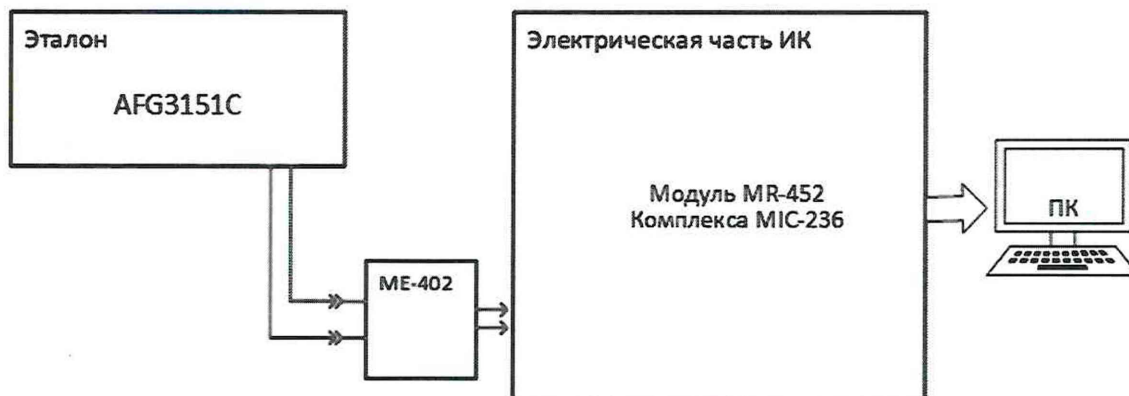 Эталон
AFG3151C
Электрическая часть ИК
Модуль MR-452
Комплекса MIC-236
ПК
ME-402